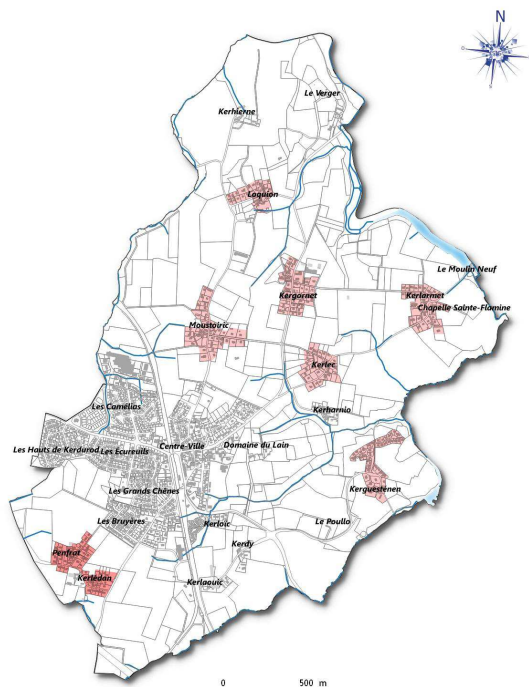 N
Le Verger
Kerhierne
Loquion
Le Moulin Neuf
Kergornet
Kerlarmet
Chapelle Sainte-Flamine
Moustoiric
Kerlec
Les Camélias
Kerharnio
Les Hauts de Kerdurod
Les Écureuils
Centre-Ville
Domaine du Lain
Kerguestenen
Les Grands Chênes
Les Bruyères
Kerloïc
Le Poullo
Kerdy
Penfrat
Kerlédan
Kerlaouic
0 500 m